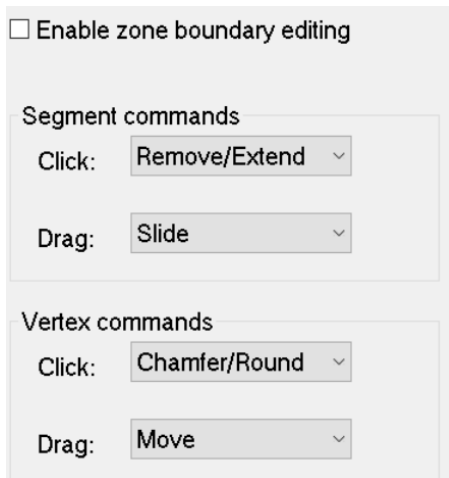 Enable zone boundary editing
Segment commands
Click: Remove/Extend
Drag: Slide
Vertex commands
Click: Chamfer/Round
Drag: Move